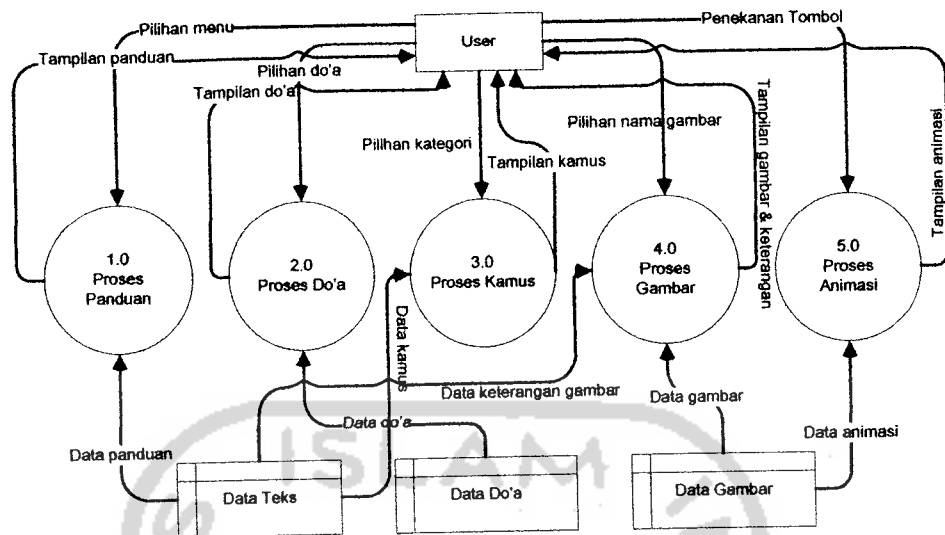 Pilihan menu
Penekanan Tombol
User
Tampilan panduan
Pilihan do'a
Tampilan do'a
Pilihan nama gambar
Pilihan kategori
Tampilan kamus
Tampilan gambar & keterangan
Tampilan animasi
1.0
Proses
Panduan
2.0
Proses Do'a
3.0
Proses Kamus
4.0
Proses
Gambar
5.0
Proses
Animasi
Data kamus
Data keterangan gambar
Data gambar
Data do'a
Data animasi
Data panduan
ISLAM
Data Teks
Data Do'a
Data Gambar